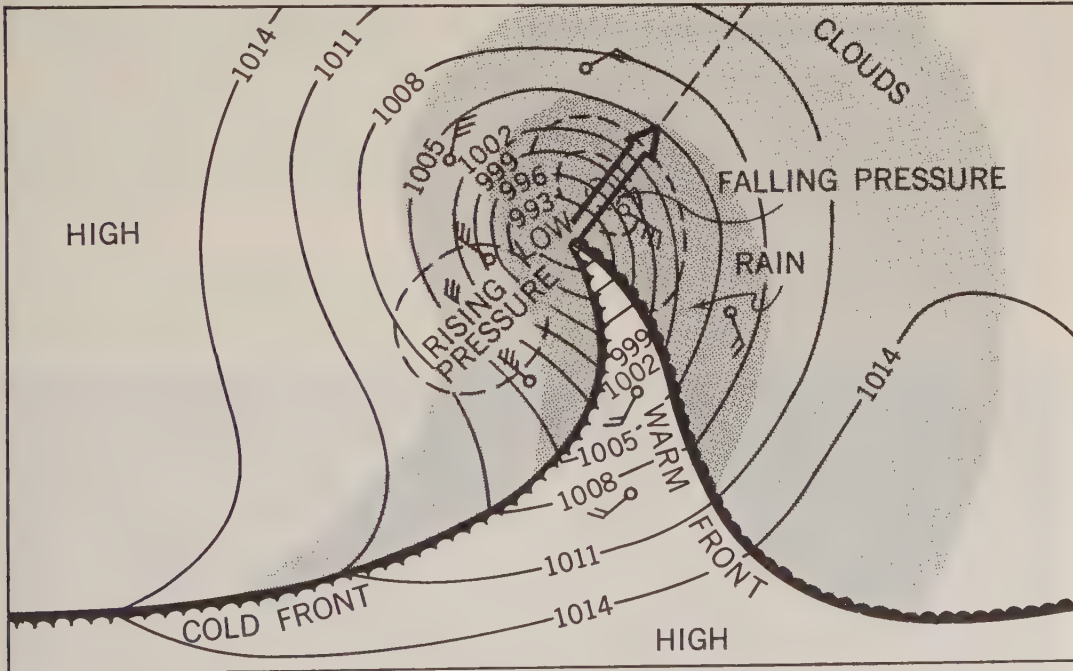 1014
1011
1008
1005
1002
999
996
993
LOW
CLOUDS
FALLING PRESSURE
HIGH
RAIN
RISING
PRESSURE
999
1002
1005
1008
1011
1014
1014
WARM
FRONT
COLD FRONT
HIGH